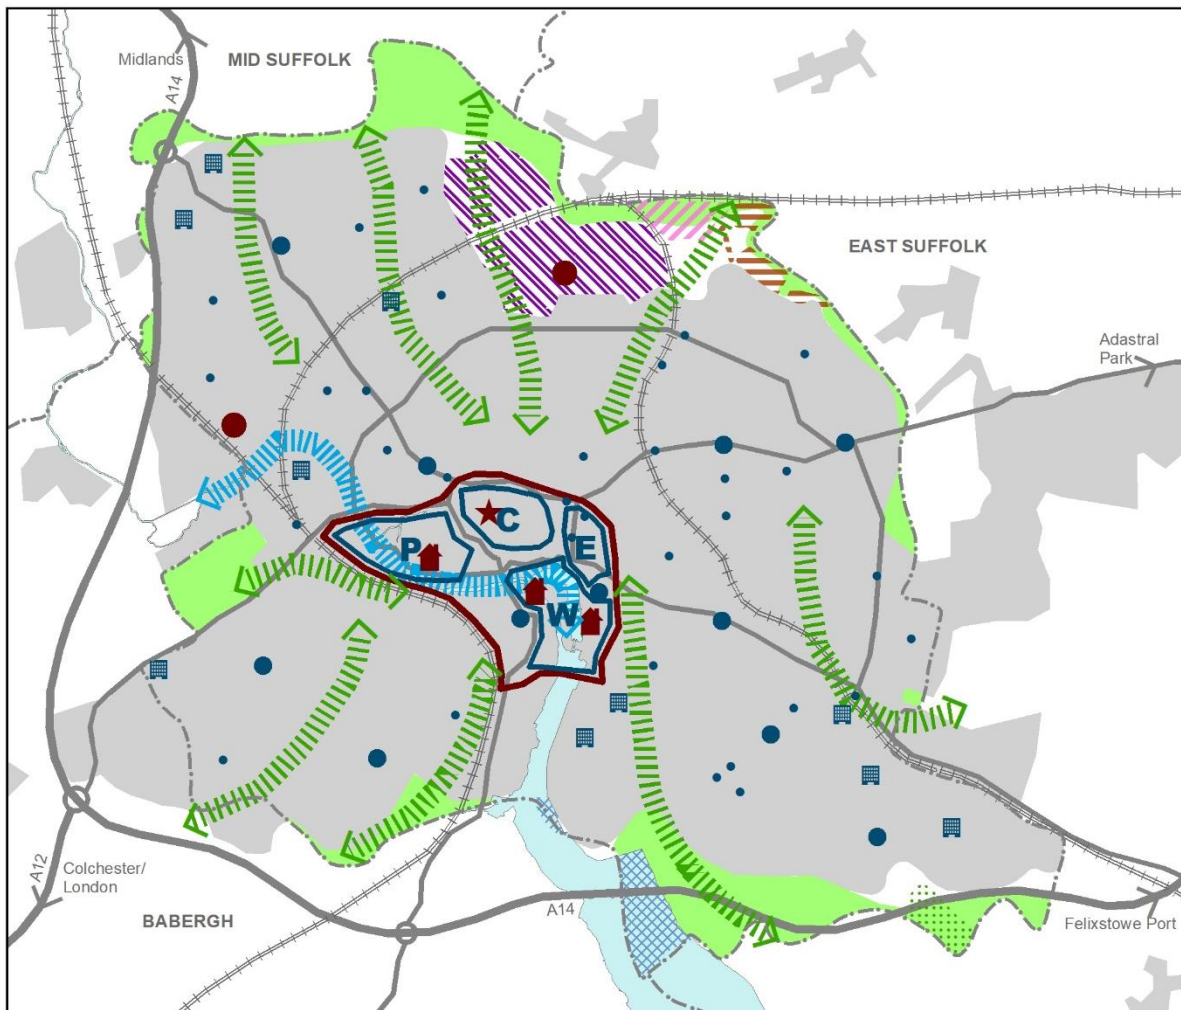 MID SUFFOLK
Midlands
A14
EAST SUFFOLK
Adastral
Park
C
P
E
W
A12
Colchester/
London
BABERGH
A14
Felixstowe Port